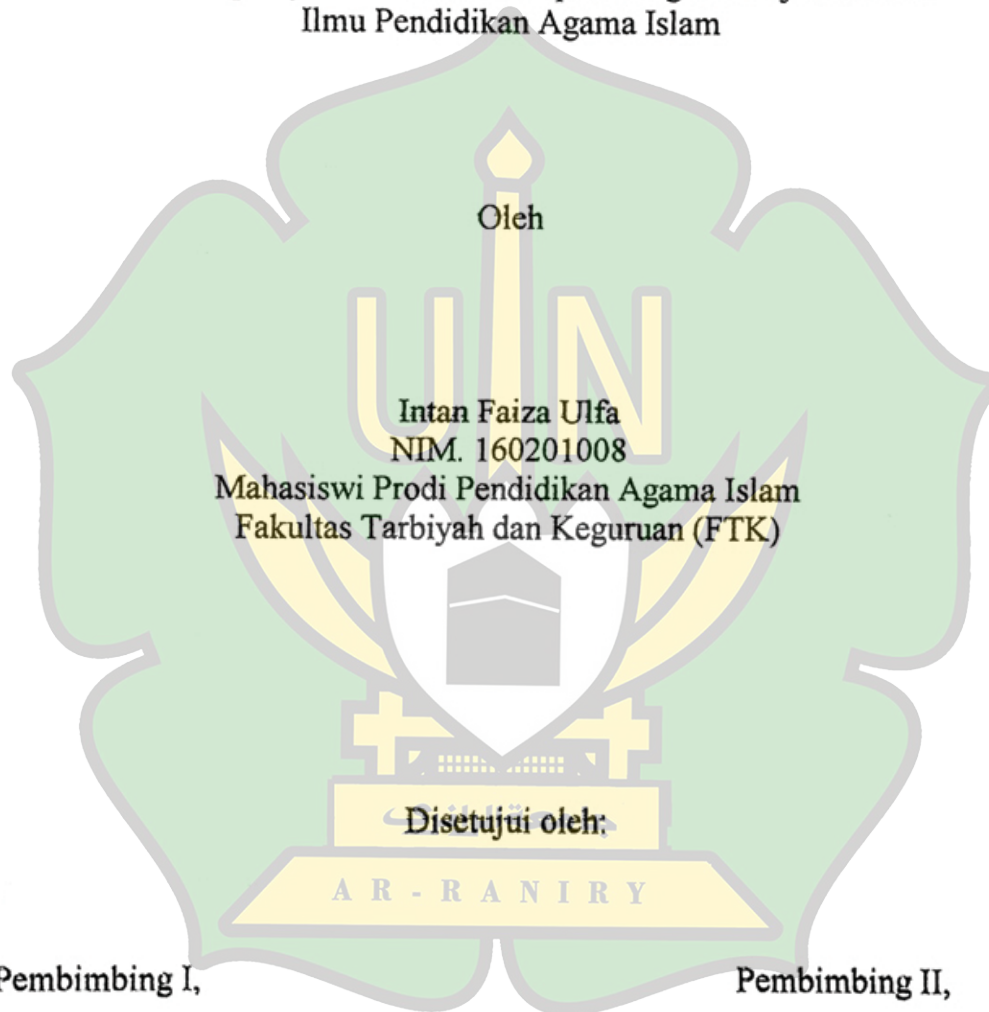 Ilmu Pendidikan Agama Islam
Oleh
UIN
Intan Faiza Ulfa
NIM. 160201008
Mahasiswi Prodi Pendidikan Agama Islam
Fakultas Tarbiyah dan Keguruan (FTK)
Disetujui oleh:
AR-RANIRY
Pembimbing I,
Pembimbing II,